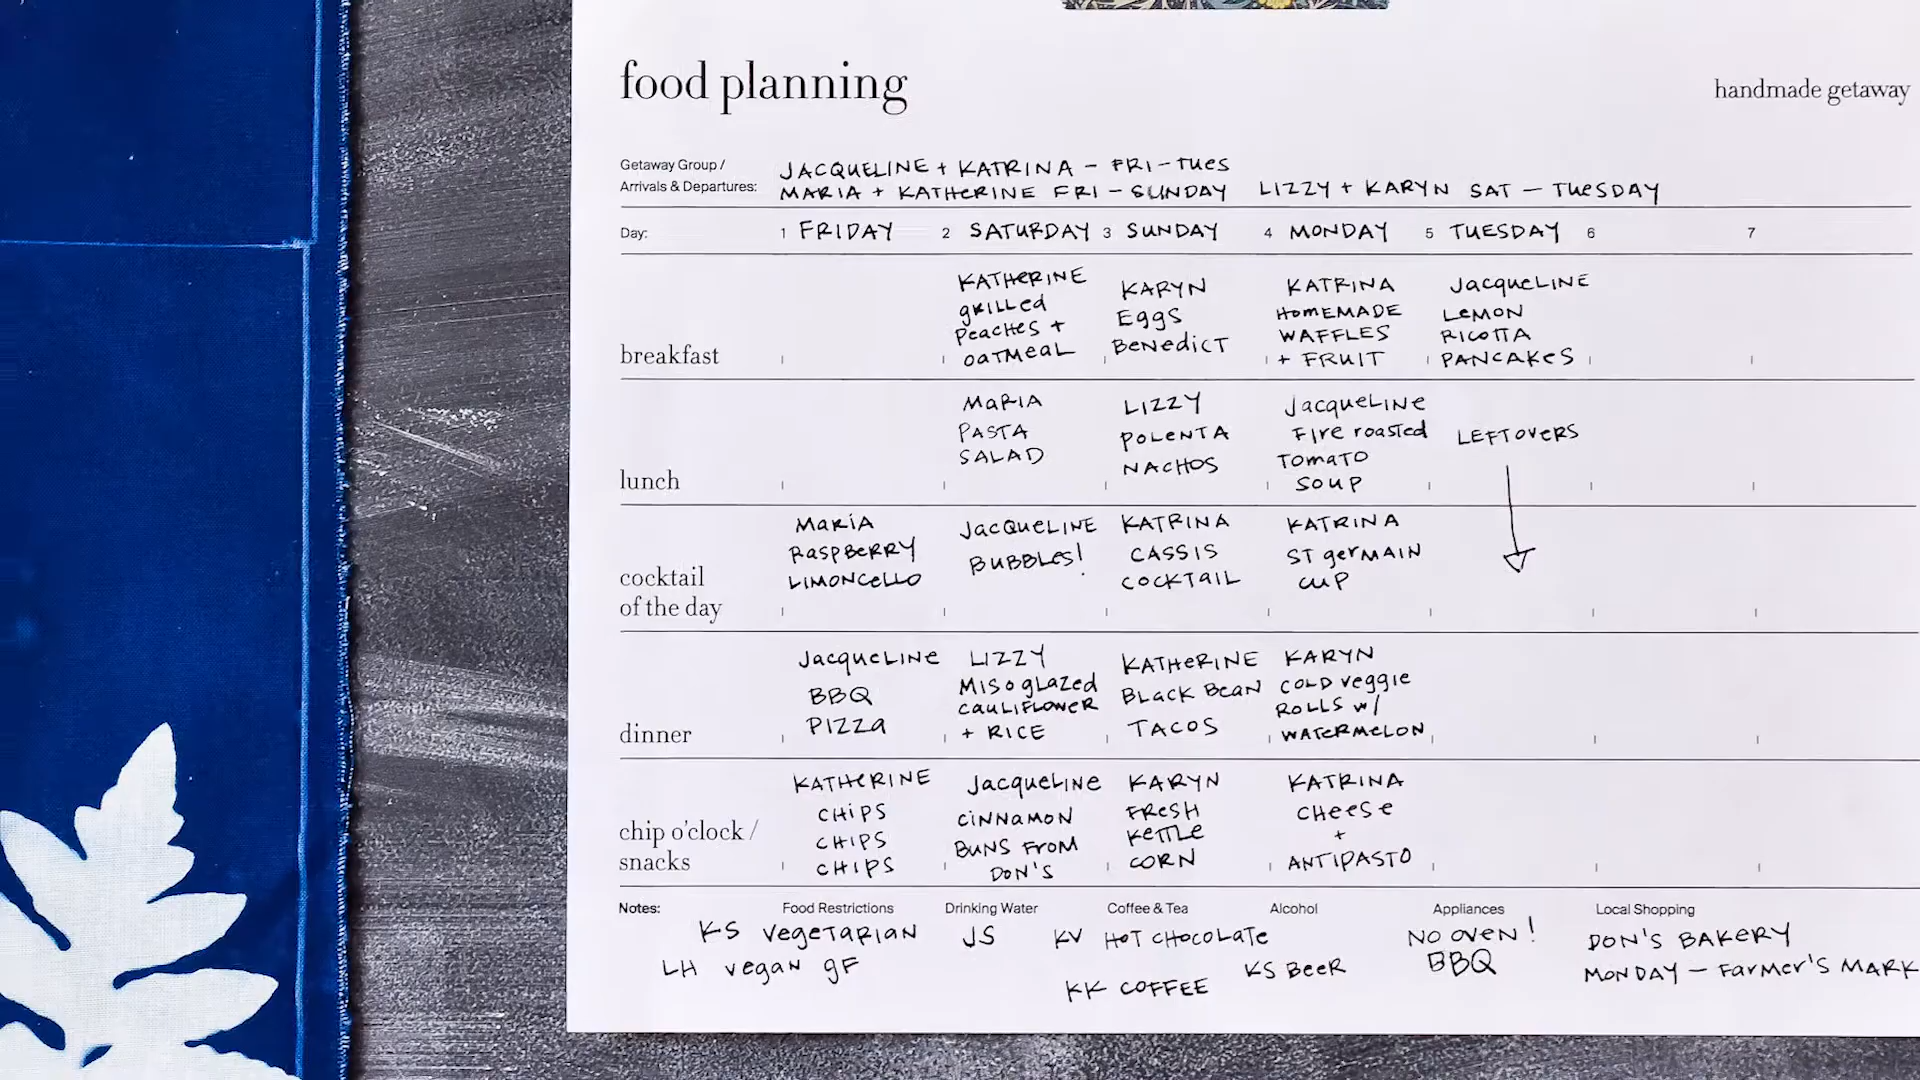 food planning
handmade getaway
Getaway Group /
Arrivals & Departures:
JACQUELINE + KATRINA - FRI - TUES
MARIA + KATHERINE FRI - SUNDAY LIZZY + KARYN SAT - TUESDAY
Day: 1 FRIDAY 2 SATURDAY 3 SUNDAY 4 MONDAY 5 TUESDAY 6 7
breakfast
KATHERINE
grilled
Peaches +
OATMEAL
KARYN
Eggs
Benedict
KATRINA
HOMEMADE
WAFFLES
+ FRUIT
JacqueLINE
LEMON
RICOTTA
PANCAKES
lunch
MARIA
PASTA
SALAD
LIZZY
POLENTA
NACHOS
JacqueLINE
Fire roasted
TOMATO
SOUP
LEFTOVERS
cocktail
of the day
MARIA
RASPBERRY
LIMONCELLO
JACQUELINE
BUBBLES!
KATRINA
CASSIS
COCKTAIL
KATRINA
ST GERMAIN
CUP
dinner
JacqueLINE
BBQ
PIZZA
LIZZY
MISO GLAZED
CAULIFLOWER
+ RICE
KATHERINE
BLACK BEAN
TACOS
KARYN
COLD VEGGIE
ROLLS W/
WATERMELON
chip o'clock /
snacks
KATHERINE
CHIPS
CHIPS
CHIPS
JacqueLINE
CINNAMON
BUNS FROM
DON'S
KARYN
FRESH
KETTLE
CORN
KATRINA
CHEESE
+
ANTIPASTO
Notes: Food Restrictions Drinking Water Coffee & Tea Alcohol Appliances Local Shopping
KS VEGETARIAN
LH VEGAN GF
JS
KV HOT CHOCOLATE
KK COFFEE
KS BEER
NO OVEN!
BBQ
DON'S BAKERY
MONDAY - FARMER'S MARK